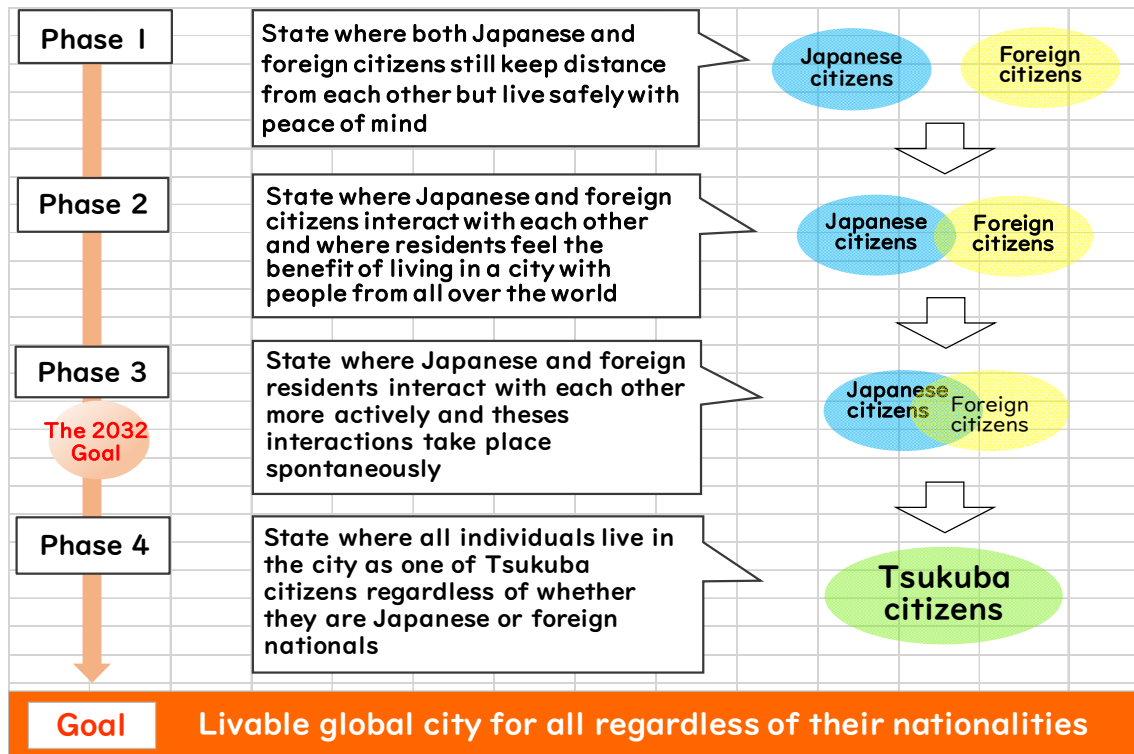 Phase 1
State where both Japanese and
foreign citizens still keep distance
from each other but live safely with
peace of mind
Japanese
citizens
Foreign
citizens
Phase 2
State where Japanese and foreign
citizens interact with each other
and where residents feel the
benefit of living in a city with
people from all over the world
Japanese
citizens
Foreign
citizens
Phase 3
The 2032
Goal
State where Japanese and foreign
residents interact with each other
more actively and theses
interactions take place
spontaneously
Japanese
citizens
Foreign
citizens
Phase 4
State where all individuals live in
the city as one of Tsukuba
citizens regardless of whether
they are Japanese or foreign
nationals
Tsukuba
citizens
Goal
Livable global city for all regardless of their nationalities